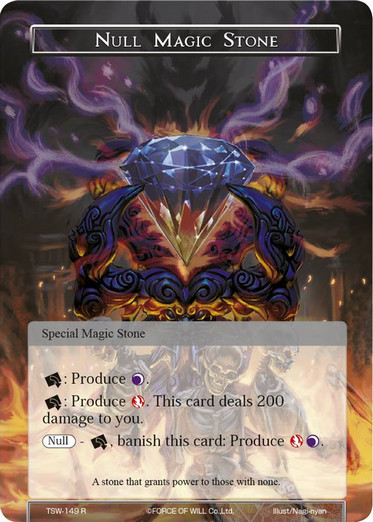 NULL MAGIC STONE
Special Magic Stone
: Produce .
: Produce . This card deals 200
damage to you.
Null - , banish this card: Produce .
A stone that grants power to those with none.
TSW-149 R ©FORCE OF WILL Co.,Ltd. Illust/Nagi-nyan